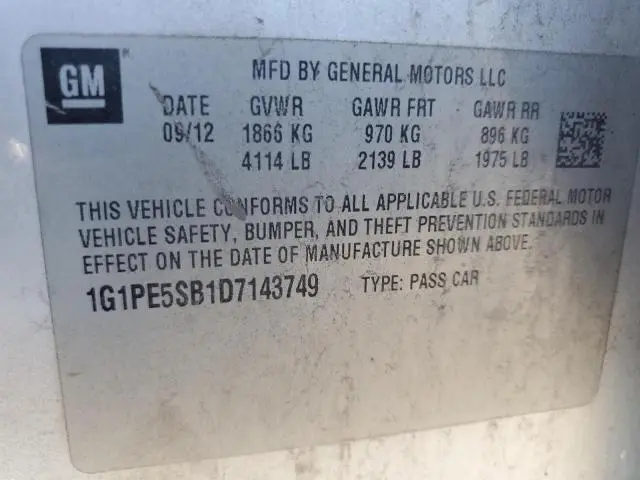 GM
MFD BY GENERAL MOTORS LLC
DATE GVWR GAWR FRT GAWR RR
09/12 1866 KG 970 KG 896 KG
4114 LB 2139 LB 1975 LB
THIS VEHICLE CONFORMS TO ALL APPLICABLE U.S. FEDERAL MOTOR
VEHICLE SAFETY, BUMPER, AND THEFT PREVENTION STANDARDS IN
EFFECT ON THE DATE OF MANUFACTURE SHOWN ABOVE.
1G1PE5SB1D7143749 TYPE: PASS CAR